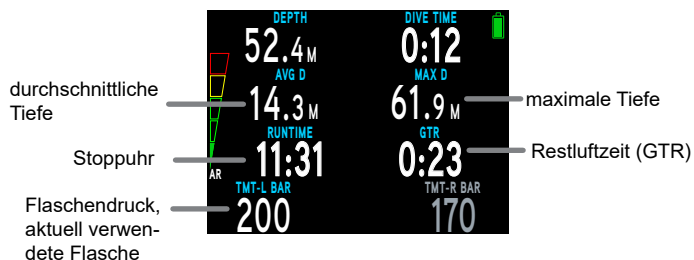 DEPTH DIVE TIME
52.4M 0:12
AVG D MAX D
durchschnittliche
Tiefe
14.3M 61.9M
maximale Tiefe
RUNTIME GTR
Stoppuhr
11:31 0:23
Restluftzeit (GTR)
AR
TMT-L BAR TMT-R BAR
200 170
Flaschendruck,
aktuell verwen-
dete Flasche